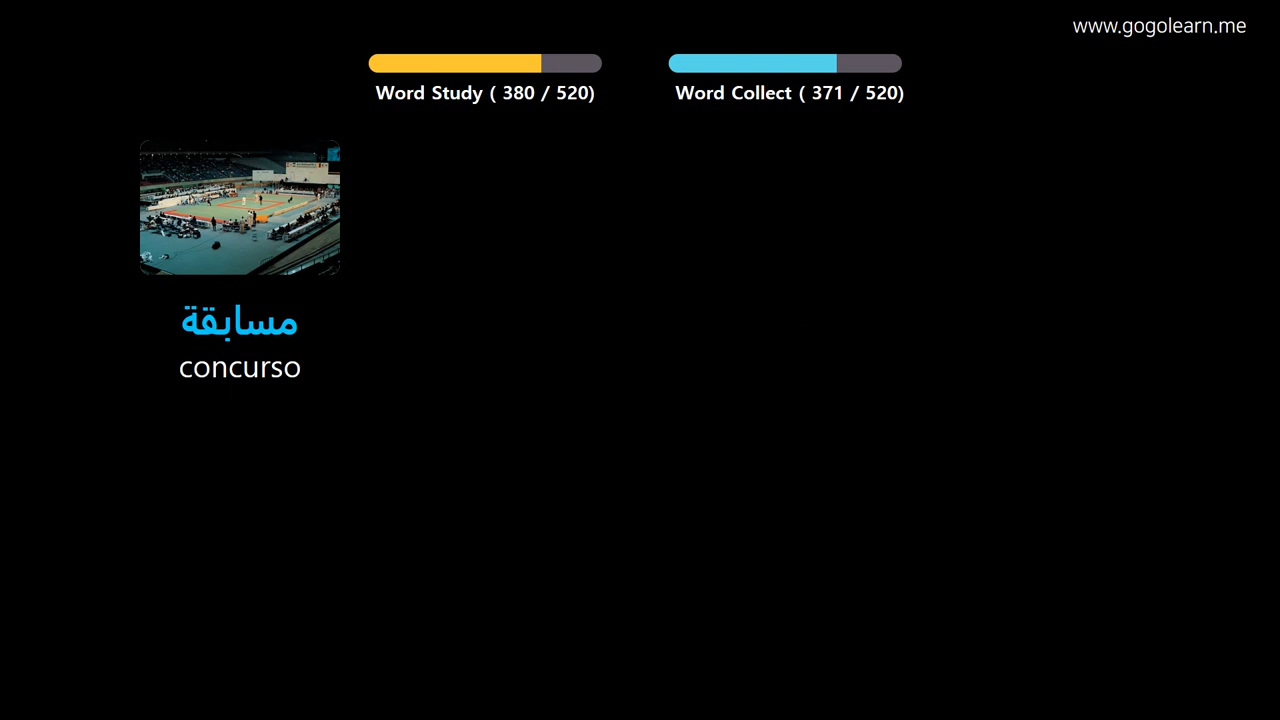 www.gogolearn.me
Word Study ( 380 / 520)
Word Collect ( 371 / 520)
مسابقة
concurso